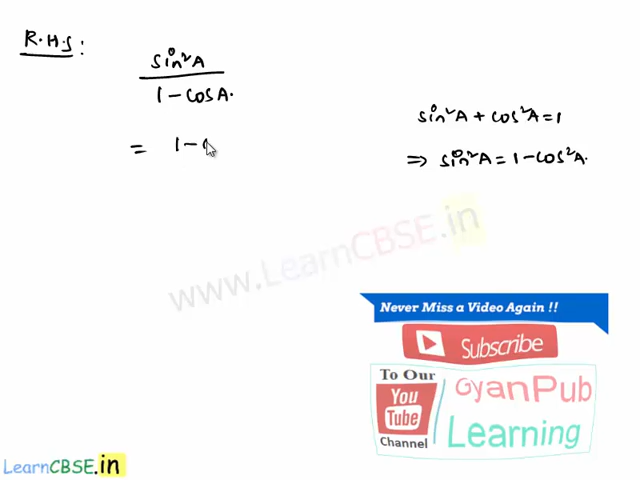 R.H.S :
sin²A
1 - cosA.
= 1 -
sin²A + cos²A = 1
⇒ sin²A = 1 - cos²A.
www.LearnCBSE.in
Never Miss a Video Again !!
Subscribe
To Our
You
Tube
Channel
GyanPub
Learning
LearnCBSE.in